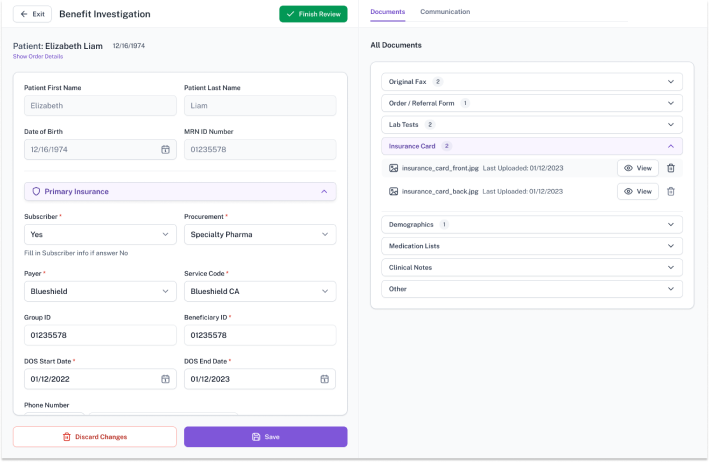 Exit
Benefit Investigation
Finish Review
Patient: Elizabeth Liam 12/16/1974
Show Order Details
Patient First Name
Patient Last Name
Elizabeth
Liam
Date of Birth
MRN ID Number
12/16/1974
01235578
Primary Insurance
Subscriber *
Procurement *
Yes
Specialty Pharma
Fill in Subscriber info if answer No
Payer *
Service Code *
Blueshield
Blueshield CA
Group ID
Beneficiary ID *
01235578
01235578
DOS Start Date *
DOS End Date *
01/12/2022
01/12/2023
Phone Number
Discard Changes
Save
Documents
Communication
All Documents
Original Fax 2
Order / Referral Form 1
Lab Tests 2
Insurance Card 2
insurance_card_front.jpg Last Uploaded: 01/12/2023 View
insurance_card_back.jpg Last Uploaded: 01/12/2023 View
Demographics 1
Medication Lists
Clinical Notes
Other